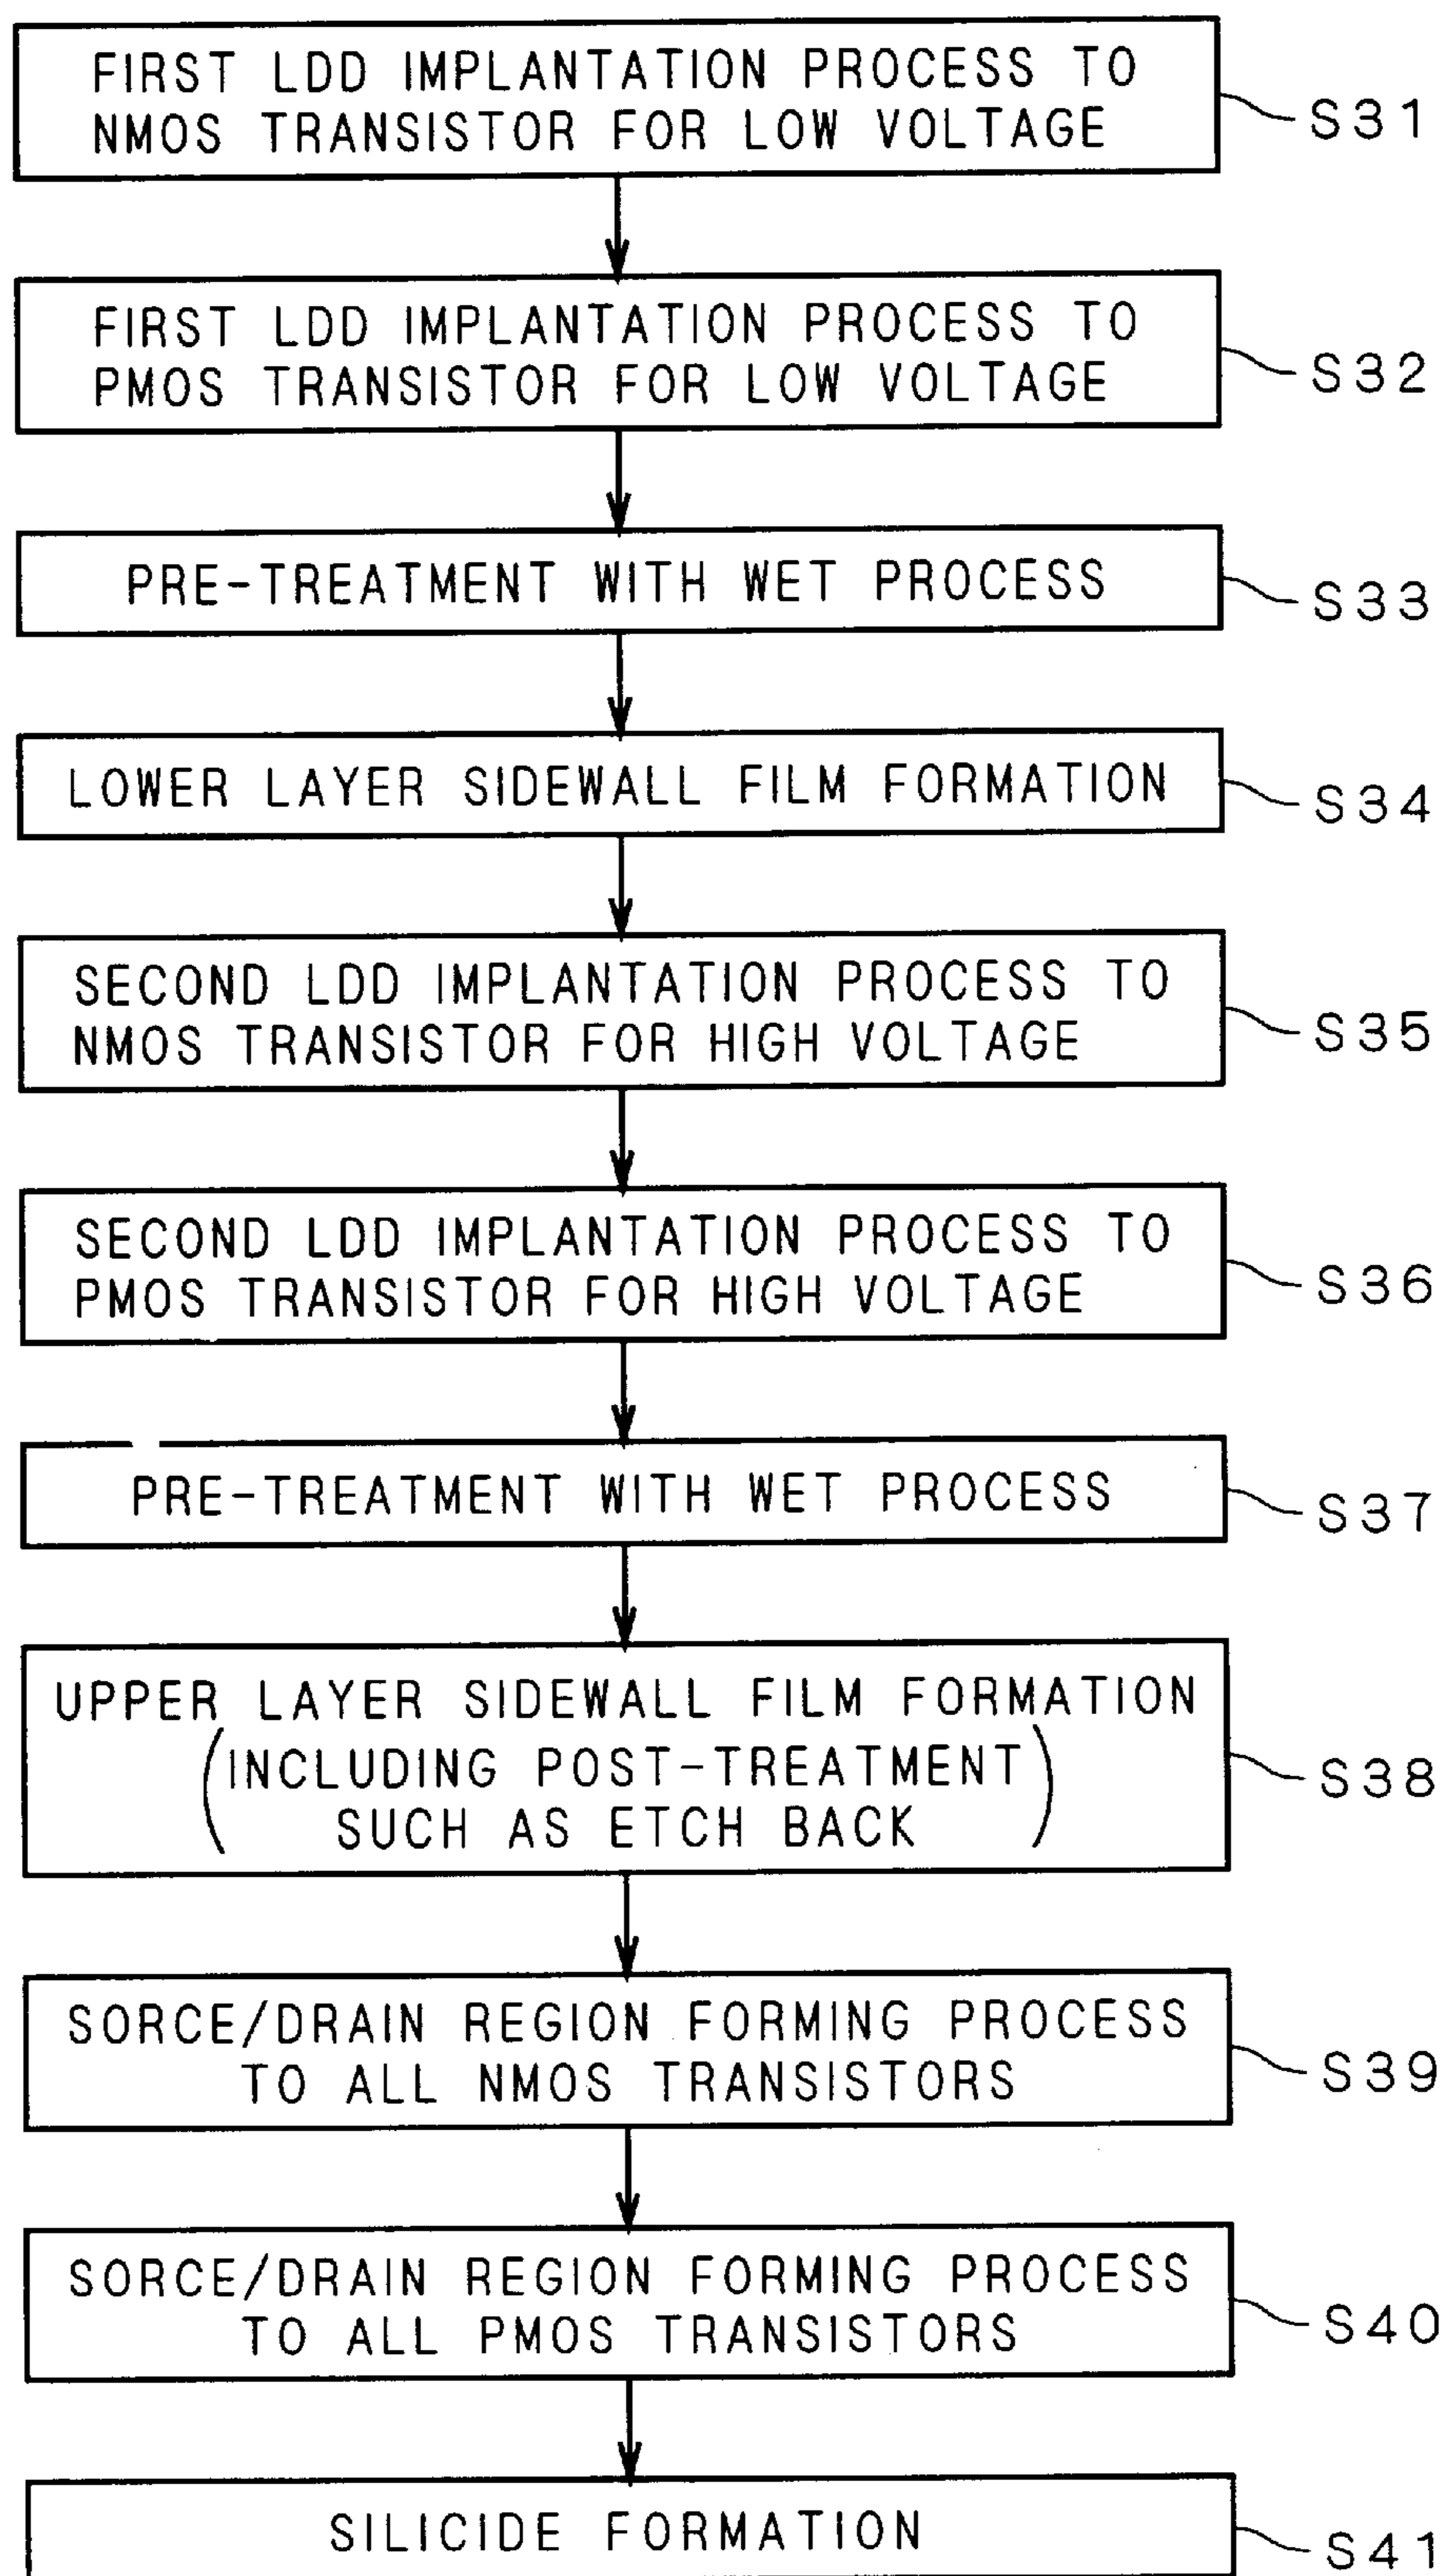 FIRST LDD IMPLANTATION PROCESS TO
NMOS TRANSISTOR FOR LOW VOLTAGE
S31
FIRST LDD IMPLANTATION PROCESS TO
PMOS TRANSISTOR FOR LOW VOLTAGE
S32
PRE-TREATMENT WITH WET PROCESS
S33
LOWER LAYER SIDEWALL FILM FORMATION
S34
SECOND LDD IMPLANTATION PROCESS TO
NMOS TRANSISTOR FOR HIGH VOLTAGE
S35
SECOND LDD IMPLANTATION PROCESS TO
PMOS TRANSISTOR FOR HIGH VOLTAGE
S36
PRE-TREATMENT WITH WET PROCESS
S37
UPPER LAYER SIDEWALL FILM FORMATION
(INCLUDING POST-TREATMENT
SUCH AS ETCH BACK)
S38
SORCE/DRAIN REGION FORMING PROCESS
TO ALL NMOS TRANSISTORS
S39
SORCE/DRAIN REGION FORMING PROCESS
TO ALL PMOS TRANSISTORS
S40
SILICIDE FORMATION
S41